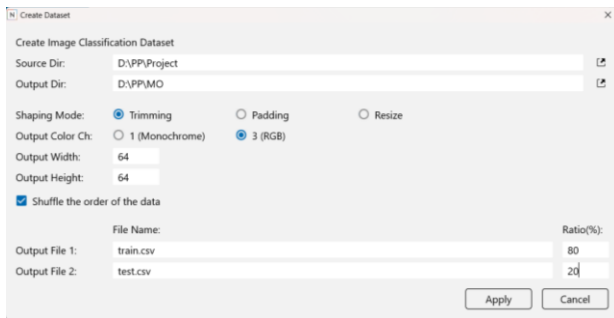 N Create Dataset
Create Image Classification Dataset
Source Dir: D:\PP\Project
Output Dir: D:\PP\MO
Shaping Mode: Trimming Padding Resize
Output Color Ch: 1 (Monochrome) 3 (RGB)
Output Width: 64
Output Height: 64
Shuffle the order of the data
File Name: Ratio(%):
Output File 1: train.csv 80
Output File 2: test.csv 20
Apply Cancel